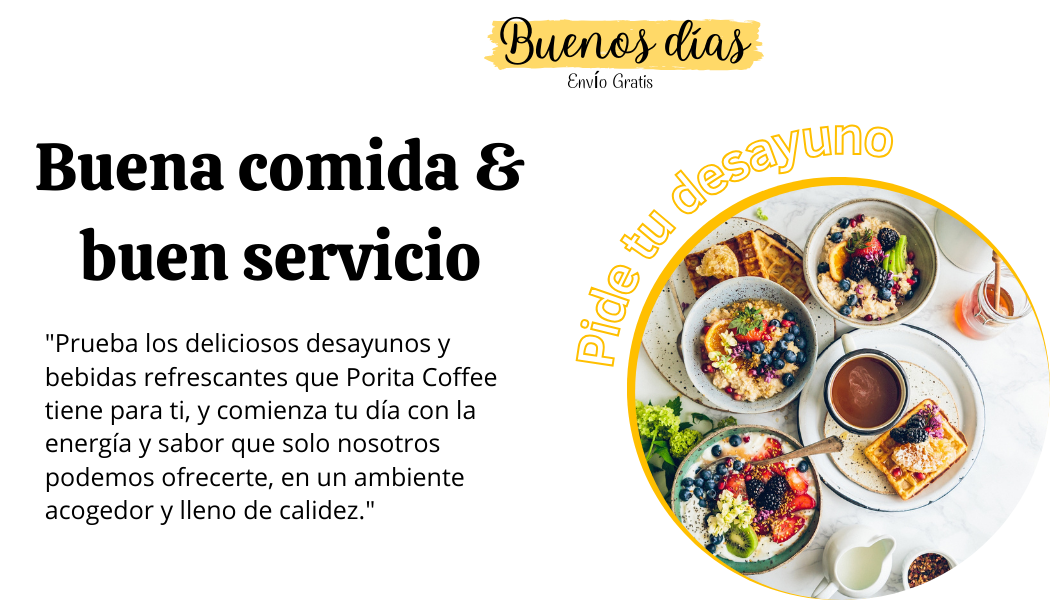 Buenos días
Envío Gratis
Buena comida &
buen servicio
Pide tu desayuno
"Prueba los deliciosos desayunos y
bebidas refrescantes que Porita Coffee
tiene para ti, y comienza tu día con la
energía y sabor que solo nosotros
podemos ofrecerte, en un ambiente
acogedor y lleno de calidez."